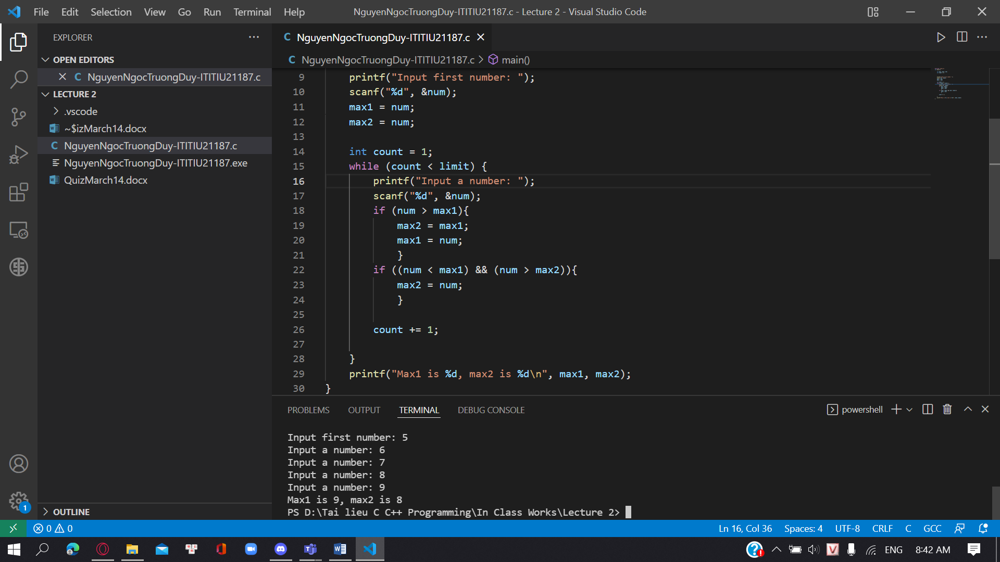 File Edit Selection View Go Run Terminal Help NguyenNgocTruongDuy-ITITIU21187.c - Lecture 2 - Visual Studio Code
EXPLORER
OPEN EDITORS
C NguyenNgocTruongDuy-ITITIU21187.c
LECTURE 2
.vscode
~$izMarch14.docx
C NguyenNgocTruongDuy-ITITIU21187.c
NguyenNgocTruongDuy-ITITIU21187.exe
QuizMarch14.docx
OUTLINE
1
C NguyenNgocTruongDuy-ITITIU21187.c
C NguyenNgocTruongDuy-ITITIU21187.c > main()
9 printf("Input first number: ");
10 scanf("%d", &num);
11 max1 = num;
12 max2 = num;
13
14 int count = 1;
15 while (count < limit) {
16 printf("Input a number: ");
17 scanf("%d", &num);
18 if (num > max1){
19 max2 = max1;
20 max1 = num;
21 }
22 if ((num < max1) && (num > max2)){
23 max2 = num;
24 }
25
26 count += 1;
27
28 }
29 printf("Max1 is %d, max2 is %d\n", max1, max2);
30 }
PROBLEMS OUTPUT TERMINAL DEBUG CONSOLE powershell
Input first number: 5
Input a number: 6
Input a number: 7
Input a number: 8
Input a number: 9
Max1 is 9, max2 is 8
PS D:\Tai lieu C C++ Programming\In Class Works\Lecture 2>
0 0 Ln 16, Col 36 Spaces: 4 UTF-8 CRLF C GCC
ENG 8:42 AM